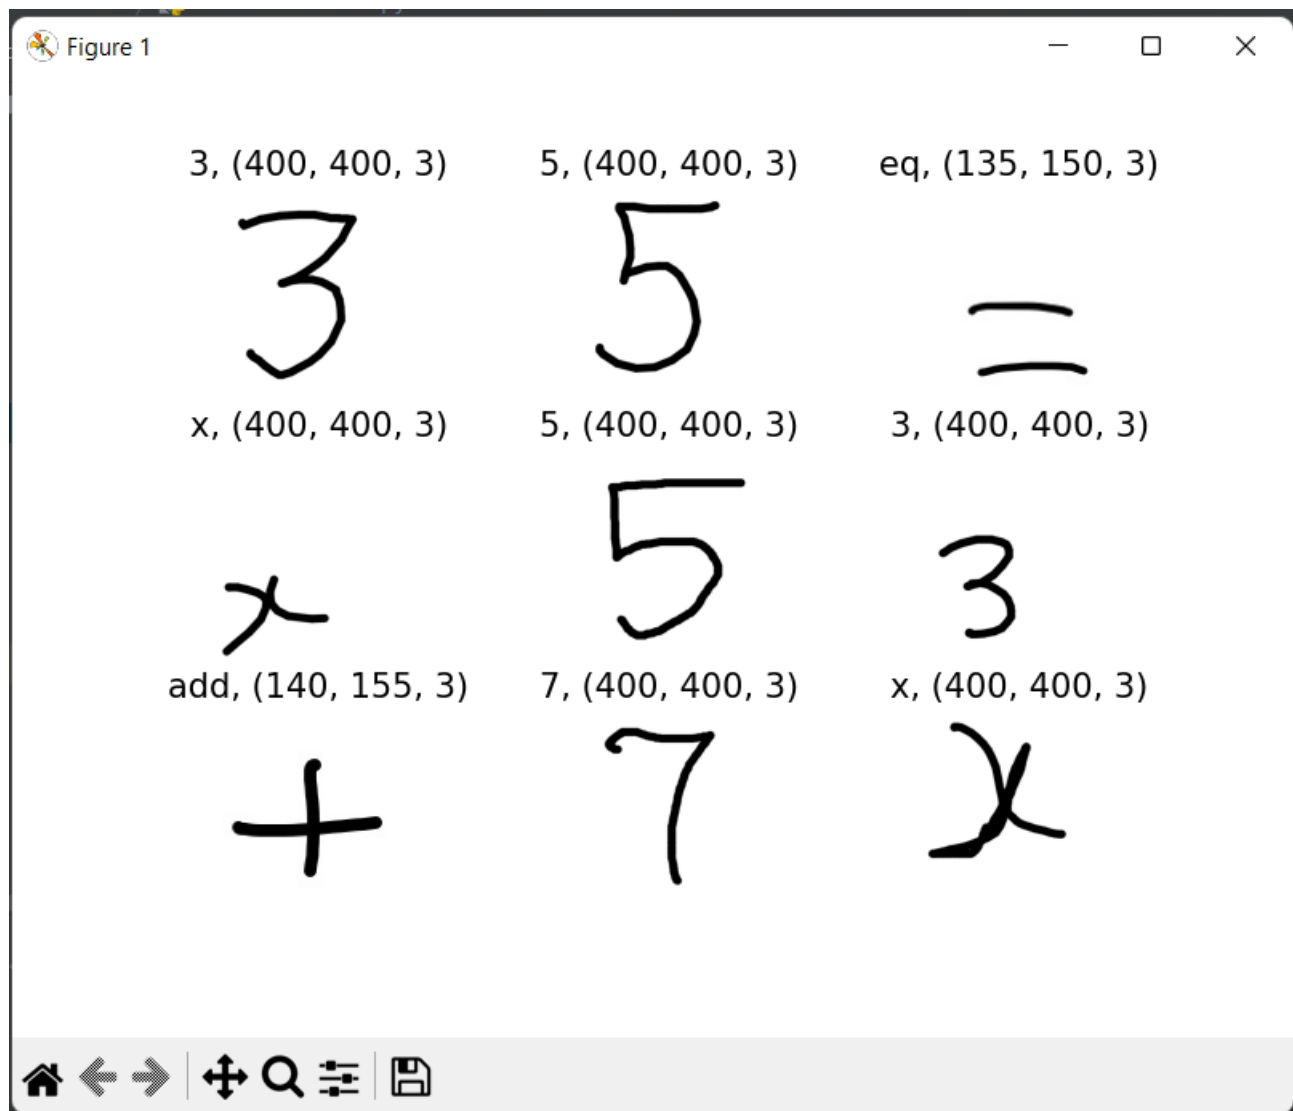 Figure 1
3, (400, 400, 3) 5, (400, 400, 3) eq, (135, 150, 3)
3 5 =
x, (400, 400, 3) 5, (400, 400, 3) 3, (400, 400, 3)
x 5 3
add, (140, 155, 3) 7, (400, 400, 3) x, (400, 400, 3)
+ 7 x